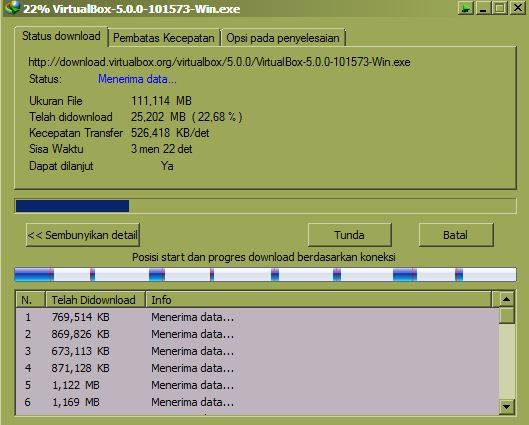 22% VirtualBox-5.0.0-101573-Win.exe
Status download Pembatas Kecepatan Opsi pada penyelesaian
http://download.virtualbox.org/virtualbox/5.0.0/VirtualBox-5.0.0-101573-Win.exe
Status: Menerima data...
Ukuran File 111,114 MB
Telah didownload 25,202 MB ( 22,68 % )
Kecepatan Transfer 526,418 KB/det
Sisa Waktu 3 men 22 det
Dapat dilanjut Ya
<< Sembunyikan detail Tunda Batal
Posisi start dan progres download berdasarkan koneksi
N. Telah Didownload Info
1 769,514 KB Menerima data...
2 869,826 KB Menerima data...
3 673,113 KB Menerima data...
4 871,128 KB Menerima data...
5 1,122 MB Menerima data...
6 1,169 MB Menerima data...